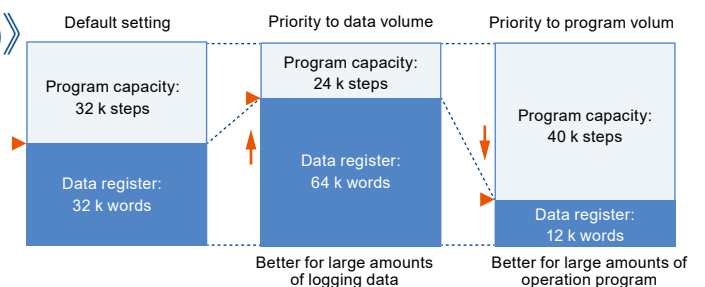 Default setting
Program capacity:
32 k steps
Data register:
32 k words
Priority to data volume
Program capacity:
24 k steps
Data register:
64 k words
Better for large amounts
of logging data
Priority to program volum
Program capacity:
40 k steps
Data register:
12 k words
Better for large amounts of
operation program